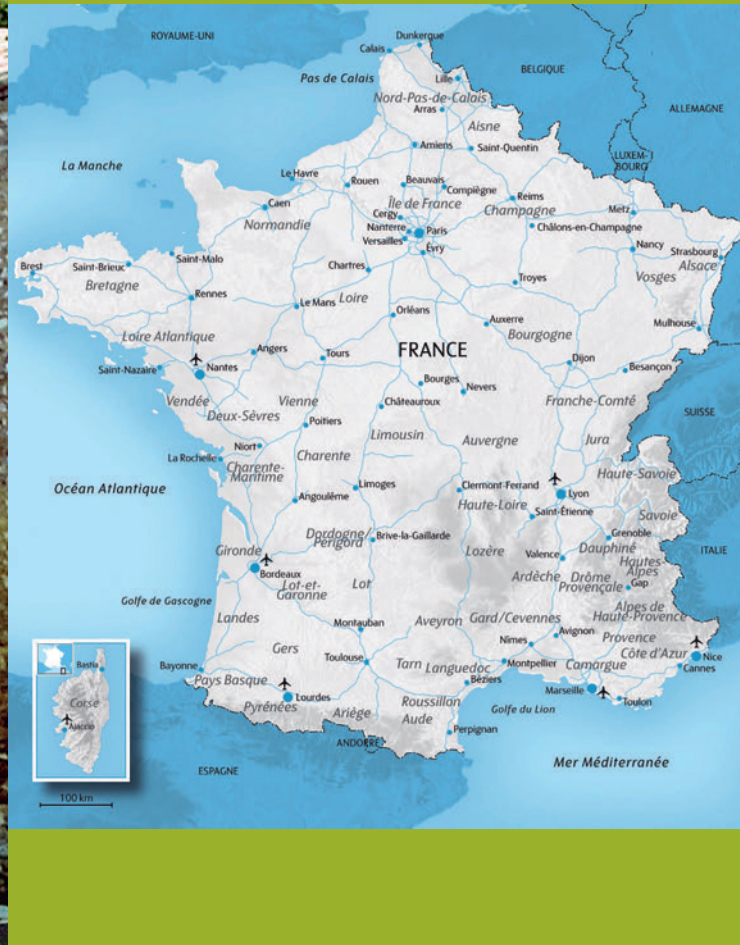 Dunkerque
ROYAUME-UNI
Calais
BELGIQUE
Pas de Calais
Lille
Nord-Pas-de-Calais
Arras
ALLEMAGNE
Aisne
Amiens
Saint-Quentin
LUXEM-
BOURG
La Manche
Le Havre
Rouen
Beauvais
Compiègne
Reims
Caen
Île de France
Champagne
Metz
Cergy
Normandie
Nanterre
Paris
Châlons-en-Champagne
Versailles
Nancy
Strasbourg
Évry
Saint-Malo
Alsace
Brest
Saint-Brieuc
Chartres
Troyes
Vosges
Bretagne
Rennes
Le Mans
Loire
Orléans
Auxerre
Mulhouse
Loire Atlantique
Bourgogne
Angers
Tours
FRANCE
Dijon
Saint-Nazaire
Nantes
Besançon
Bourges
Nevers
Vendée
Vienne
Châteauroux
Franche-Comté
Deux-Sèvres
SUISSE
Poitiers
Limousin
Auvergne
Jura
Niort
La Rochelle
Charente
Charente-
Maritime
Haute-Savoie
Océan Atlantique
Limoges
Clermont-Ferrand
Lyon
Angoulême
Haute-Loire
Saint-Étienne
Savoie
Dordogne/
Périgord
Brive-la-Gaillarde
Grenoble
Gironde
Lozère
Valence
Dauphiné
ITALIE
Hautes-
Alpes
Bordeaux
Ardèche
Drôme
Provençale
Gap
Lot-et-
Garonne
Lot
Golfe de Gascogne
Landes
Alpes de
Haute-Provence
Aveyron
Gard/Cevennes
Montauban
Avignon
Provence
Gers
Nîmes
Côte d'Azur
Nice
Toulouse
Bayonne
Tarn
Languedoc
Montpellier
Camargue
Cannes
Bastia
Pays Basque
Béziers
Marseille
Lourdes
Toulon
Corse
Pyrénées
Roussillon
Golfe du Lion
Ariège
Aude
Ajaccio
Perpignan
ANDORRE
Mer Méditerranée
ESPAGNE
100 km